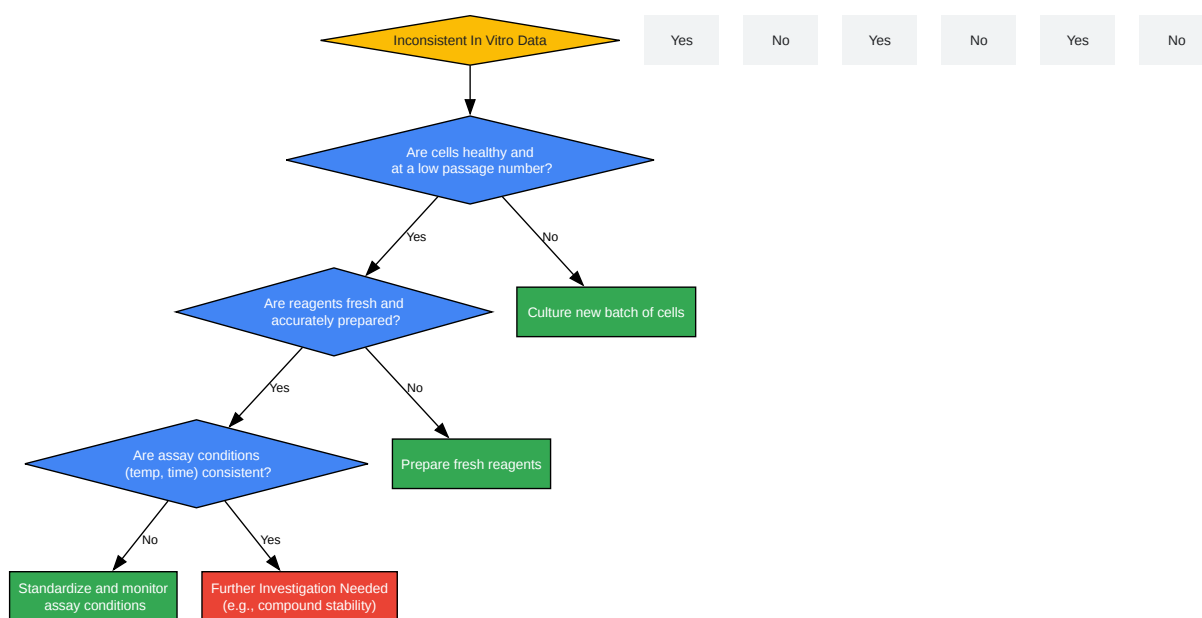 Inconsistent In Vitro Data
Yes
No
Yes
No
Yes
No
Are cells healthy and
at a low passage number?
Yes
No
Are reagents fresh and
accurately prepared?
Culture new batch of cells
Yes
No
Are assay conditions
(temp, time) consistent?
Prepare fresh reagents
No
Yes
Standardize and monitor
assay conditions
Further Investigation Needed
(e.g., compound stability)